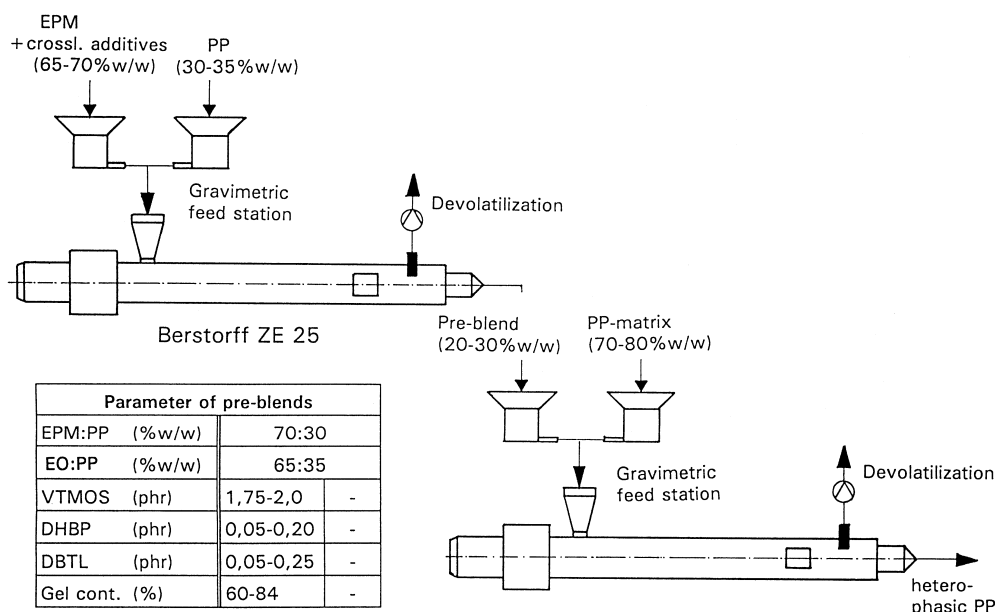 EPM
+crossl. additives
(65-70%w/w)
PP
(30-35%w/w)
Gravimetric
feed station
Devolatilization
Berstorff ZE 25
Pre-blend
(20-30%w/w)
PP-matrix
(70-80%w/w)
Gravimetric
feed station
Devolatilization
hetero-
phasic PP
Parameter of pre-blends
EPM:PP (%w/w) 70:30
EO:PP (%w/w) 65:35
VTMOS (phr) 1,75-2,0 -
DHBP (phr) 0,05-0,20 -
DBTL (phr) 0,05-0,25 -
Gel cont. (%) 60-84 -